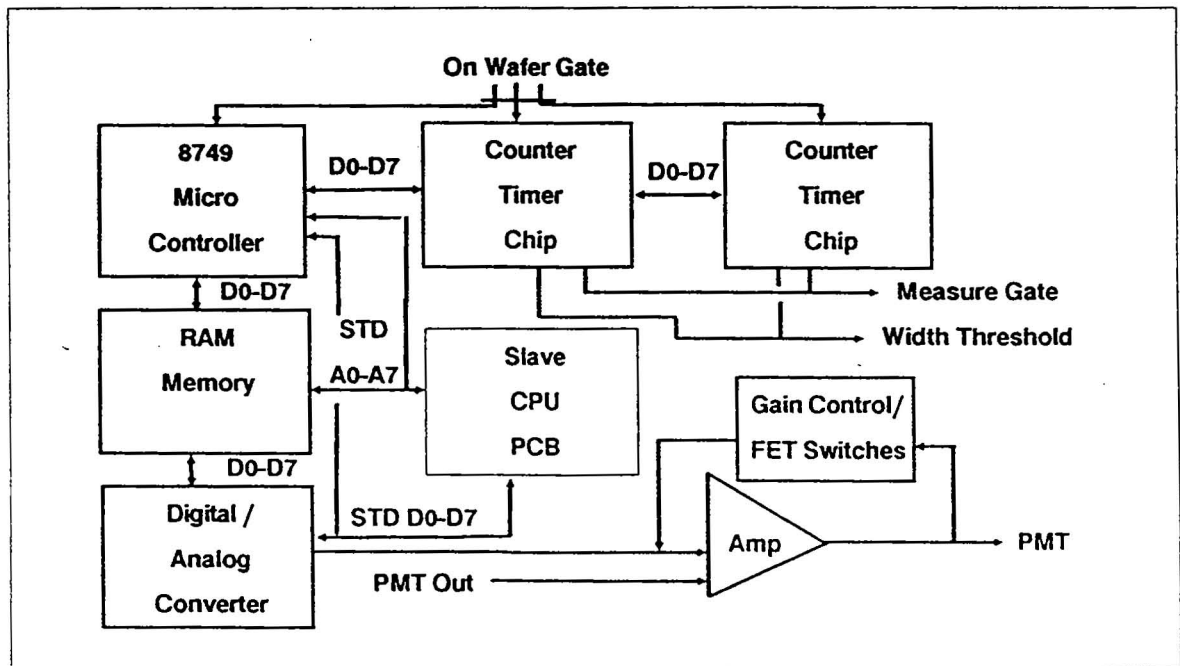 On Wafer Gate
8749
Micro
Controller
D0-D7
Counter
Timer
Chip
D0-D7
Counter
Timer
Chip
D0-D7
STD
Measure Gate
Width Threshold
RAM
Memory
A0-A7
Slave
CPU
PCB
Gain Control/
FET Switches
D0-D7
Digital /
Analog
Converter
STD D0-D7
PMT Out
Amp
PMT